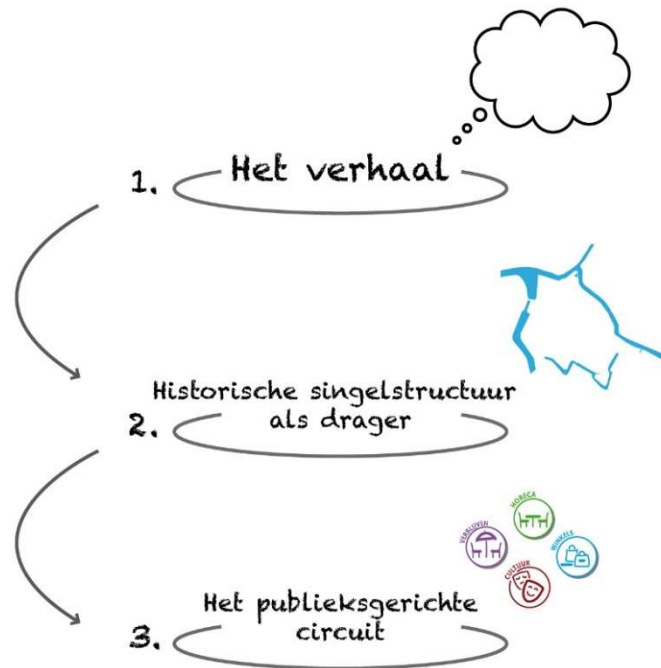 1. Het verhaal
Historische singelstructuur
2. als drager
HORECA
VERBLIJVEN
WINKELS
CULTUUR
Het publieksgerichte
3. circuit